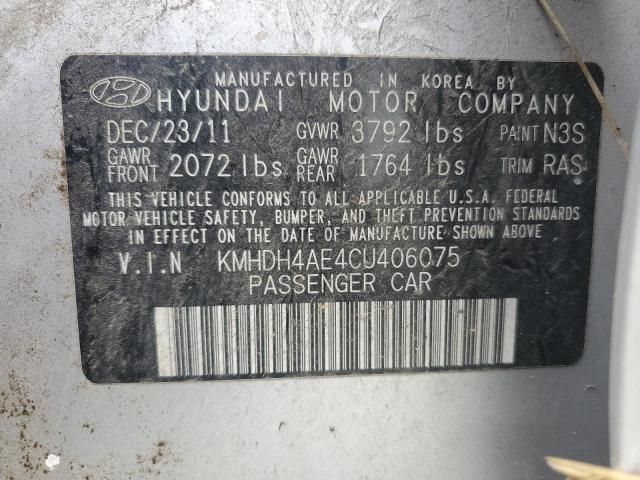 MANUFACTURED IN KOREA BY
HYUNDAI MOTOR COMPANY
DEC/23/11 GVWR 3792 lbs PAINT N3S
GAWR FRONT 2072 lbs GAWR REAR 1764 lbs TRIM RAS
THIS VEHICLE CONFORMS TO ALL APPLICABLE U.S.A. FEDERAL
MOTOR VEHICLE SAFETY, BUMPER, AND THEFT PREVENTION STANDARDS
IN EFFECT ON THE DATE OF MANUFACTURE SHOWN ABOVE
V.I.N KMHDH4AE4CU406075
PASSENGER CAR